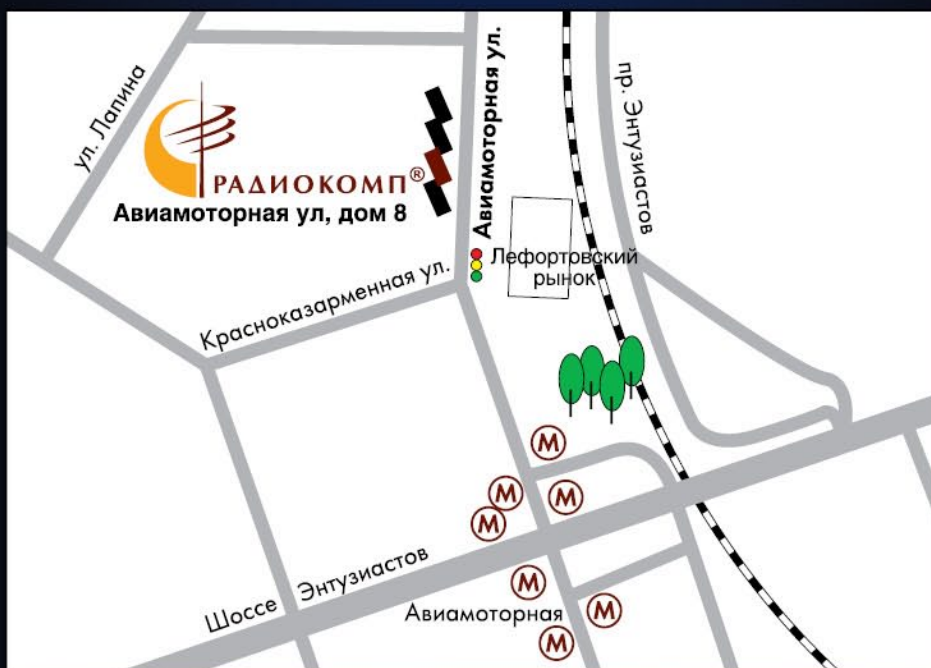 ул. Лапина
Авиамоторная ул.
пр. Энтузиастов
РАДИОКОМП®
Авиамоторная ул, дом 8
Лефортовский
рынок
Красноказарменная ул.
М
М
М
М
Шоссе Энтузиастов
М
Авиамоторная
М
М